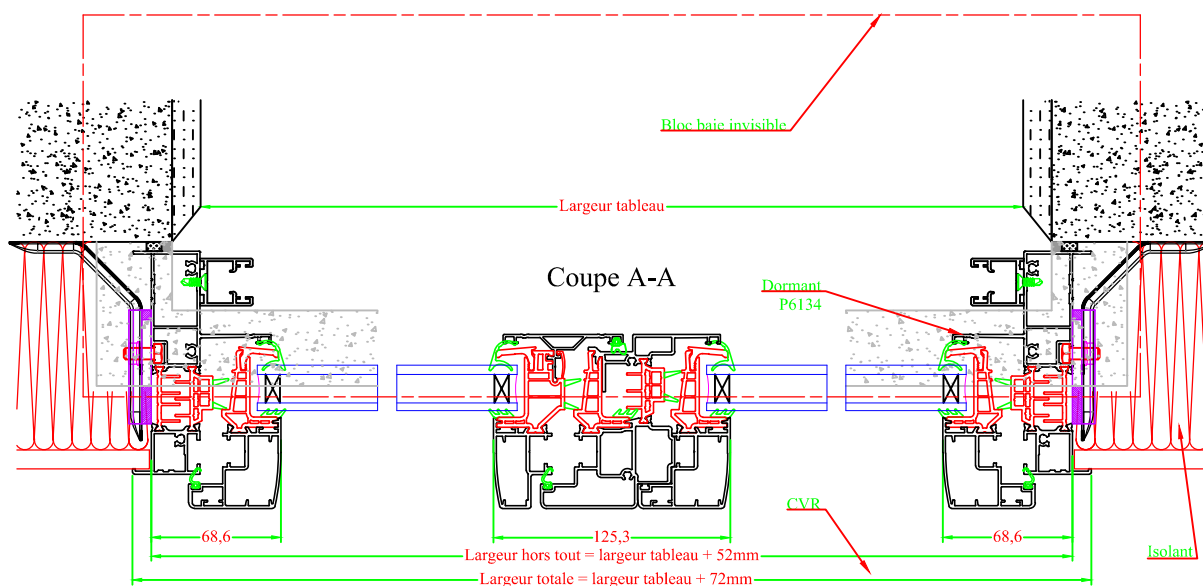 Bloc baie invisible
Largeur tableau
Coupe A-A
Dormant
P6134
CVR
68,6
125,3
68,6
Largeur hors tout = largeur tableau + 52mm
Isolant
Largeur totale = largeur tableau + 72mm